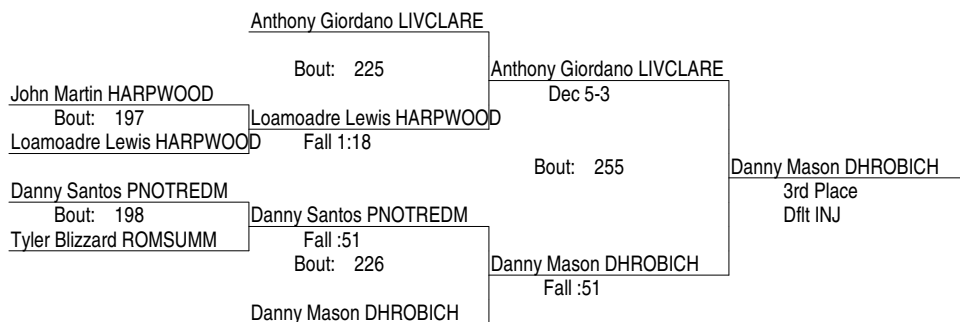 Anthony Giordano LIVCLARE
Bout: 225
Anthony Giordano LIVCLARE
Dec 5-3
John Martin HARPWOOD
Bout: 197
Loamoadre Lewis HARPWOOD
Loamoadre Lewis HARPWOOD
Fall 1:18
Bout: 255
Danny Mason DHROBICH
3rd Place
Dflt INJ
Danny Santos PNOTREDM
Bout: 198
Tyler Blizzard ROMSUMM
Danny Santos PNOTREDM
Fall :51
Bout: 226
Danny Mason DHROBICH
Fall :51
Danny Mason DHROBICH